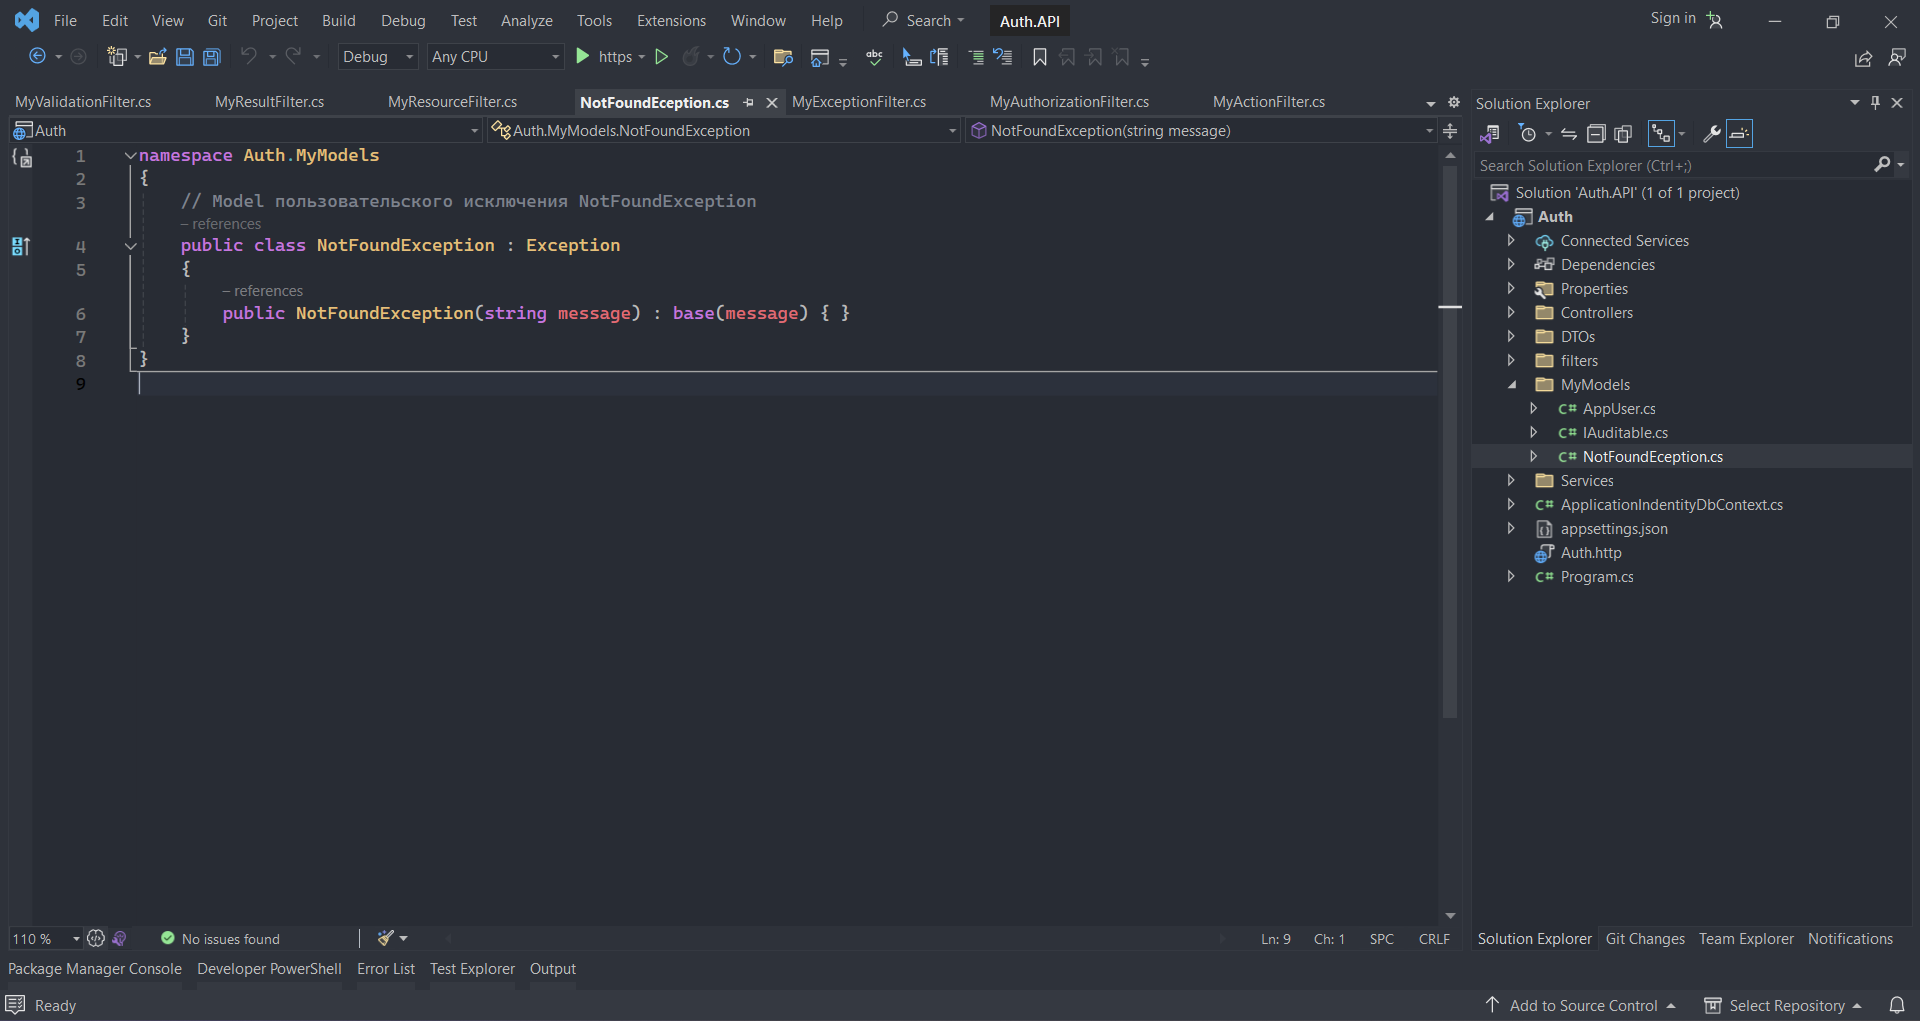 File Edit View Git Project Build Debug Test Analyze Tools Extensions Window Help Search Auth.API Sign in
Debug Any CPU https
MyValidationFilter.cs MyResultFilter.cs MyResourceFilter.cs NotFoundEception.cs MyExceptionFilter.cs MyAuthorizationFilter.cs MyActionFilter.cs
Auth Auth.MyModels.NotFoundException NotFoundException(string message)
1 namespace Auth.MyModels
2 {
3 // Model пользовательского исключения NotFoundException
– references
4 public class NotFoundException : Exception
5 {
– references
6 public NotFoundException(string message) : base(message) { }
7 }
8 }
9
110 % No issues found Ln: 9 Ch: 1 SPC CRLF
Solution Explorer
Search Solution Explorer (Ctrl+;)
Solution 'Auth.API' (1 of 1 project)
Auth
Connected Services
Dependencies
Properties
Controllers
DTOs
filters
MyModels
C# AppUser.cs
C# IAuditable.cs
C# NotFoundEception.cs
Services
C# ApplicationIndentityDbContext.cs
appsettings.json
Auth.http
C# Program.cs
Solution Explorer Git Changes Team Explorer Notifications
Package Manager Console Developer PowerShell Error List Test Explorer Output
Ready Add to Source Control Select Repository